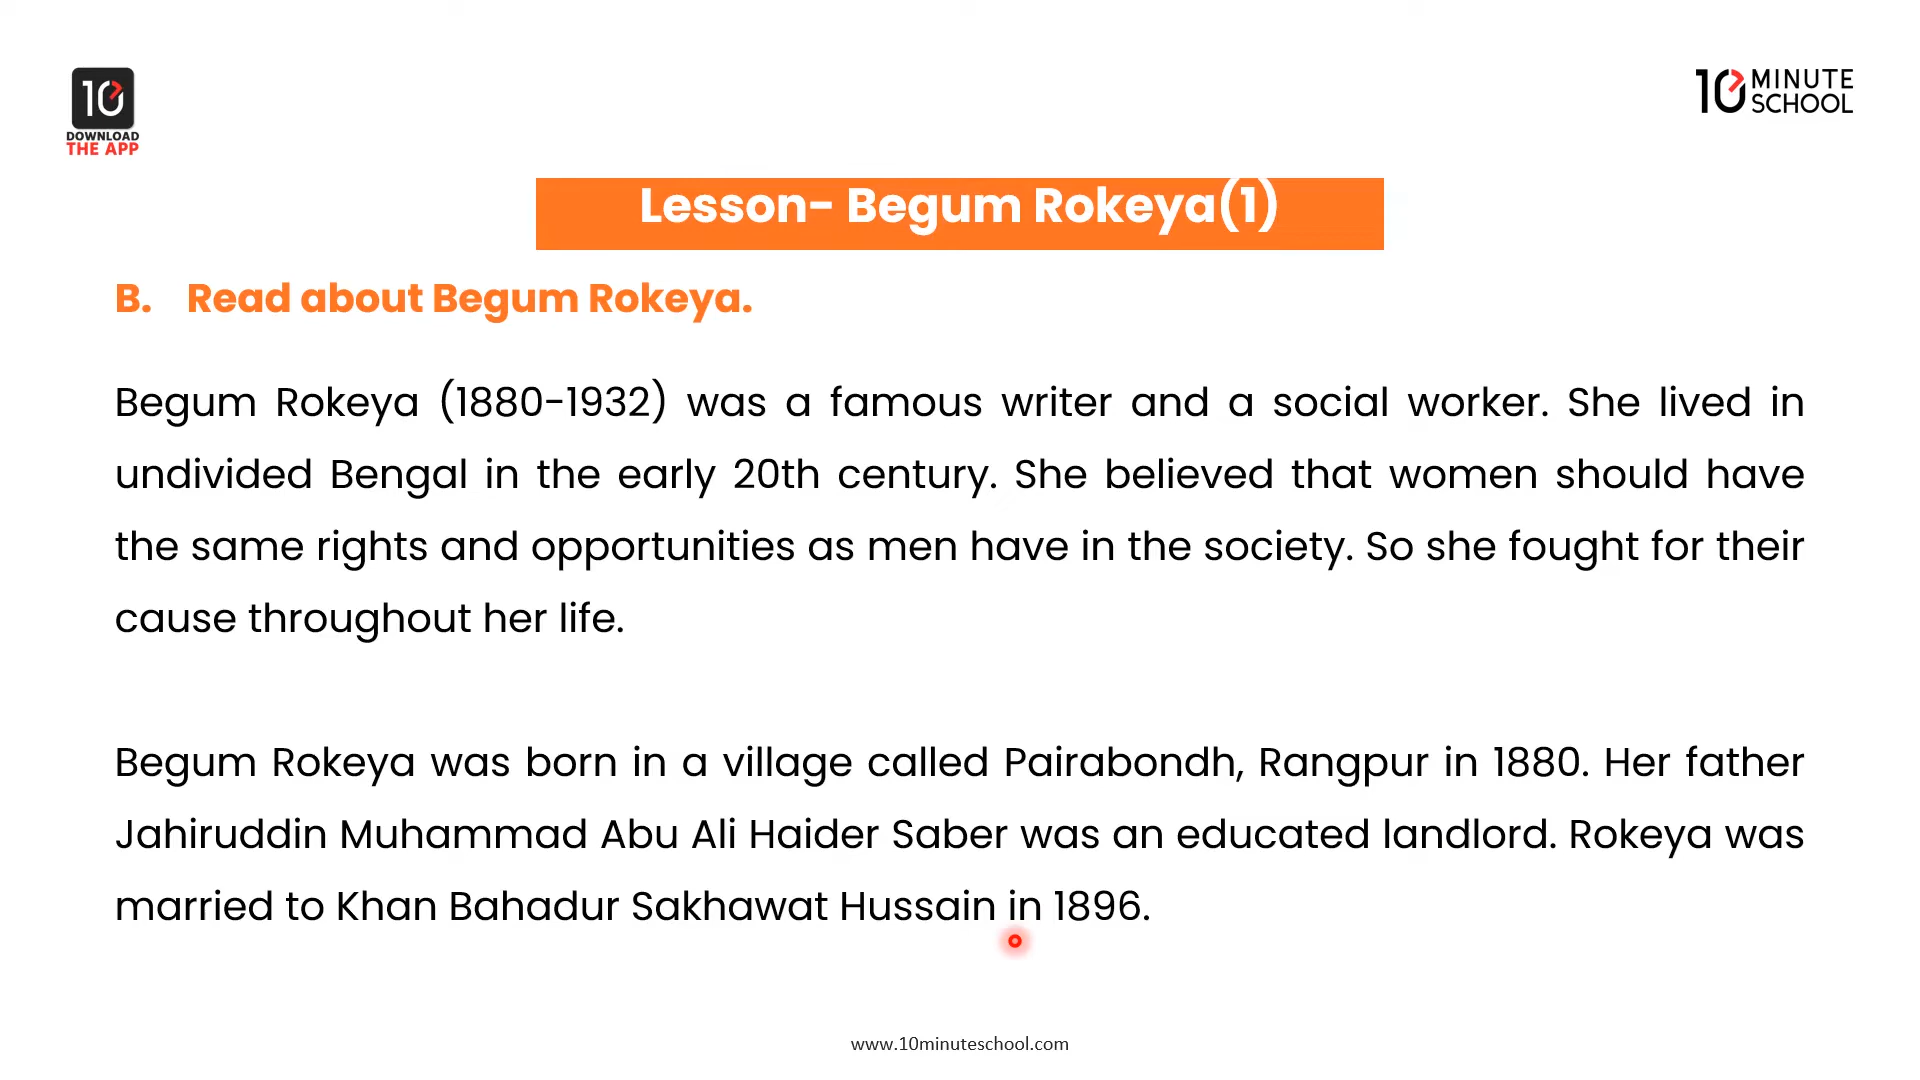 10
DOWNLOAD
THE APP
10 MINUTE
SCHOOL
Lesson- Begum Rokeya(1)
B. Read about Begum Rokeya.
Begum Rokeya (1880-1932) was a famous writer and a social worker. She lived in
undivided Bengal in the early 20th century. She believed that women should have
the same rights and opportunities as men have in the society. So she fought for their
cause throughout her life.
Begum Rokeya was born in a village called Pairabondh, Rangpur in 1880. Her father
Jahiruddin Muhammad Abu Ali Haider Saber was an educated landlord. Rokeya was
married to Khan Bahadur Sakhawat Hussain in 1896.
www.10minuteschool.com